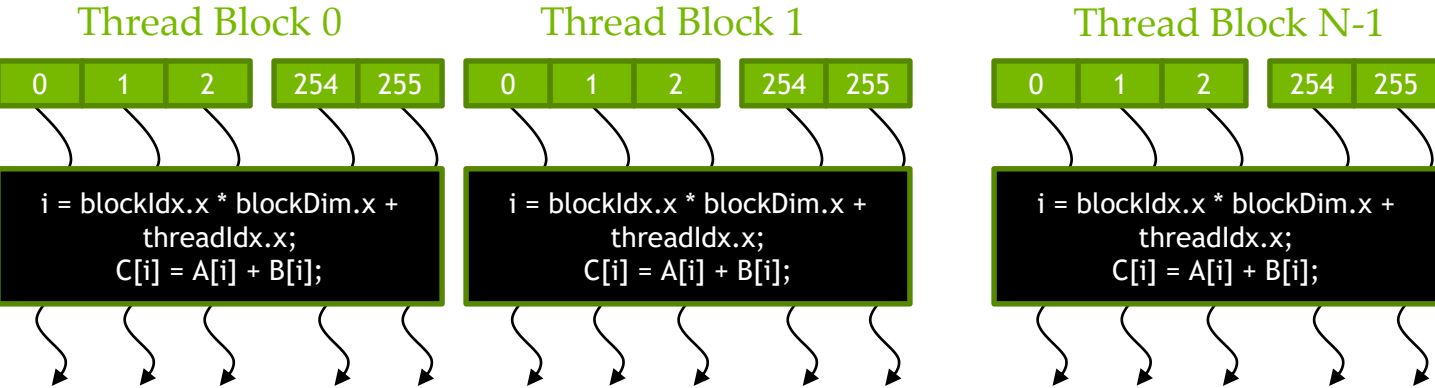 Thread Block 0
0 1 2 254 255
i = blockIdx.x * blockDim.x +
threadIdx.x;
C[i] = A[i] + B[i];
Thread Block 1
0 1 2 254 255
i = blockIdx.x * blockDim.x +
threadIdx.x;
C[i] = A[i] + B[i];
Thread Block N-1
0 1 2 254 255
i = blockIdx.x * blockDim.x +
threadIdx.x;
C[i] = A[i] + B[i];